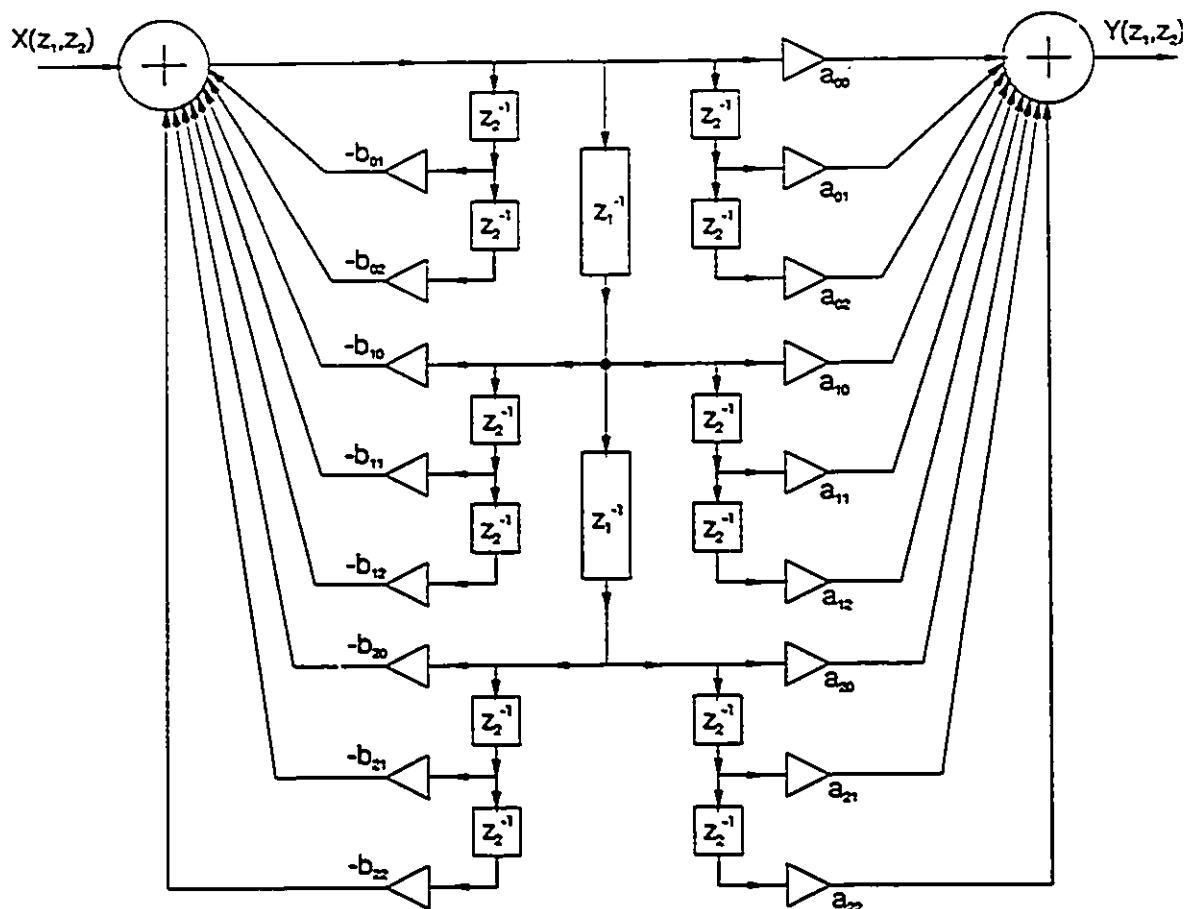 X(z₁,z₂)
Y(z₁,z₂)
a₀₀
z₂⁻¹
z₂⁻¹
-b₀₁
a₀₁
z₁⁻¹
z₂⁻¹
z₂⁻¹
-b₀₂
a₀₂
-b₁₀
a₁₀
z₂⁻¹
z₂⁻¹
-b₁₁
a₁₁
z₁⁻¹
z₂⁻¹
z₂⁻¹
-b₁₂
a₁₂
-b₂₀
a₂₀
z₂⁻¹
z₂⁻¹
-b₂₁
a₂₁
z₂⁻¹
z₂⁻¹
-b₂₂
a₂₂